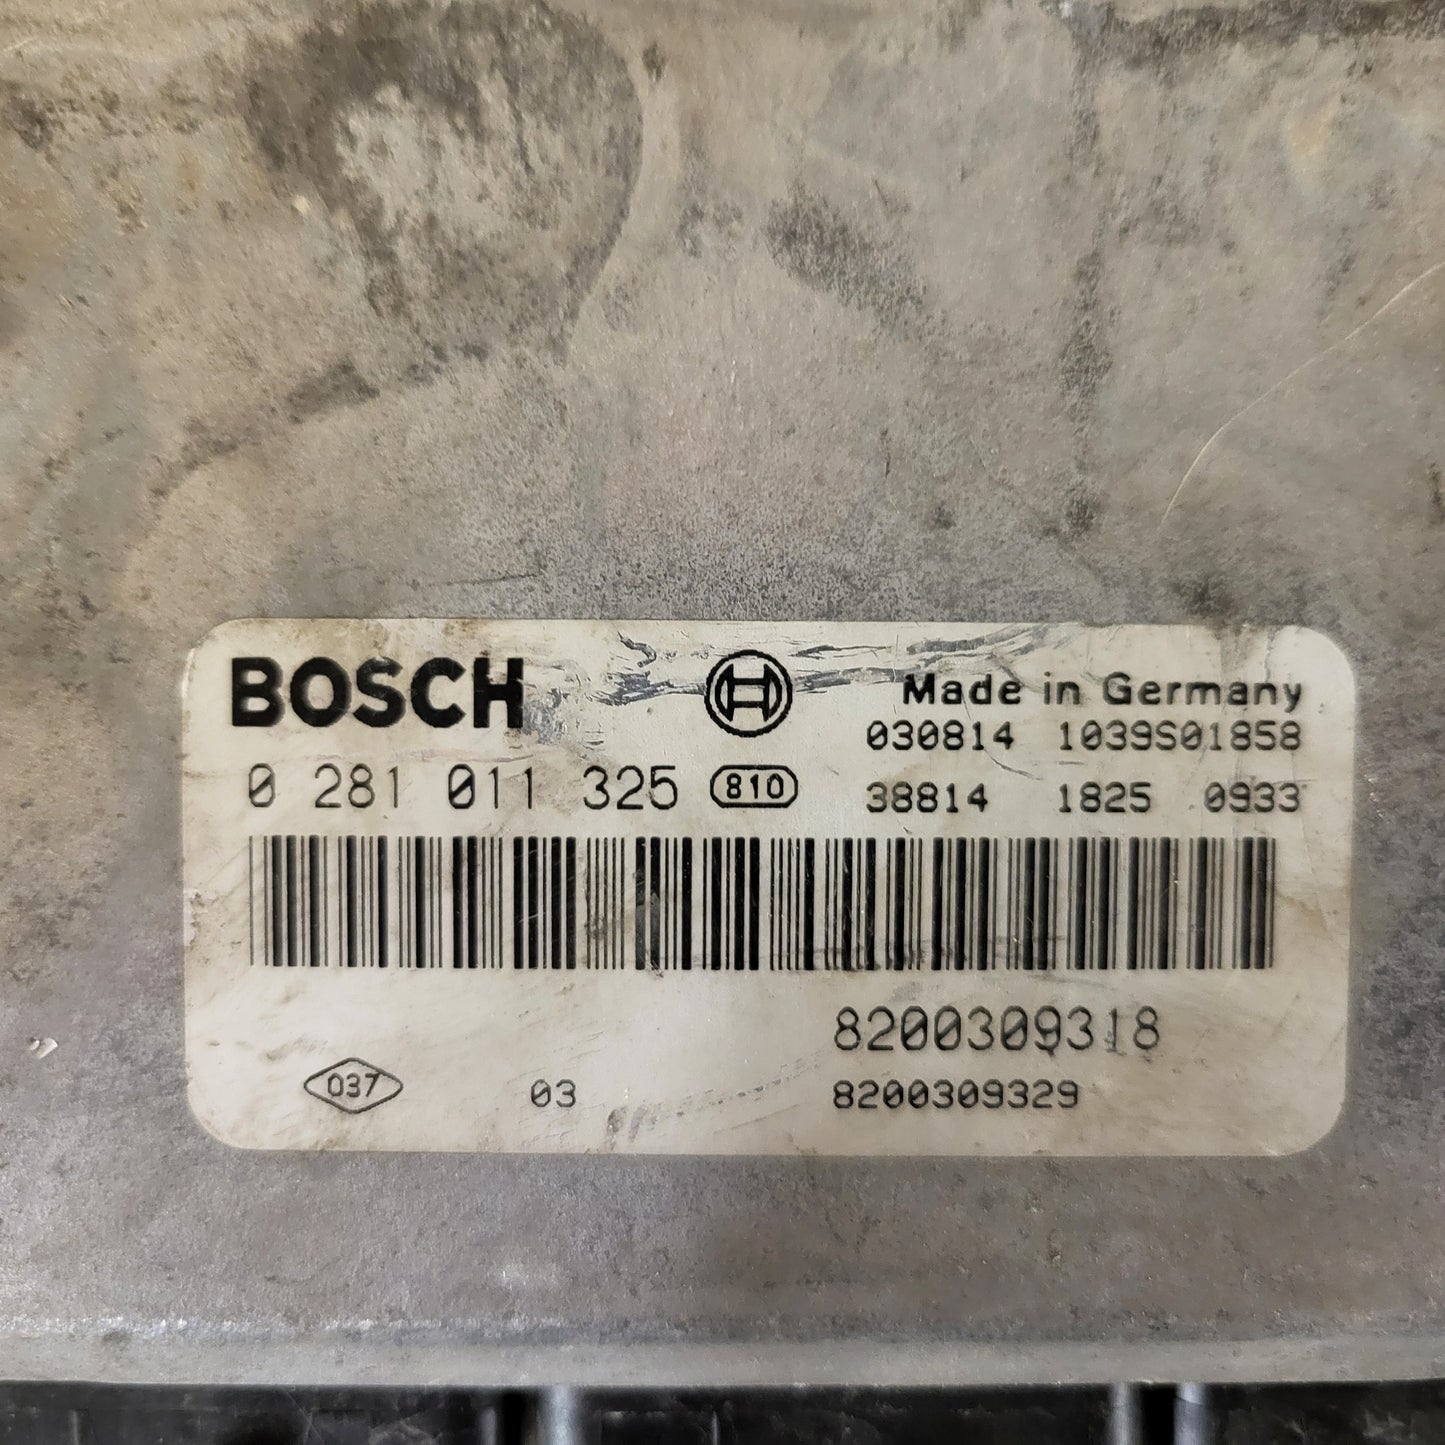 BOSCH
Made in Germany
030814 1039S01858
0 281 011 325 810 38814 1825 0933
8200309318
037 03 8200309329